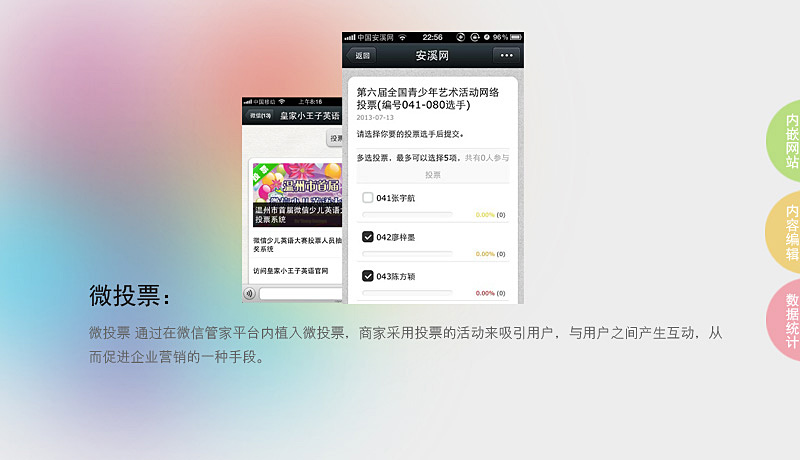 中国安溪网 22:56 96%
返回 安溪网
第六届全国青少年艺术活动网络
投票(编号041-080选手)
2013-07-13
请选择你要的投票选手后提交。
多选投票，最多可以选择5项，共有0人参与
投票
041张宇航
0.00% (0)
042廖梓墨
0.00% (0)
043陈方颖
0.00% (0)
中国移动 上午8:16
微信(13) 皇家小王子英语
投票
投票
温州市首届
温州市首届微信少儿英语大
投票系统
微信少儿英语大赛投票人员抽
奖系统
访问皇家小王子英语官网
内嵌网站
内容编辑
数据统计
微投票：
微投票 通过在微信管家平台内植入微投票，商家采用投票的活动来吸引用户，与用户之间产生互动，从
而促进企业营销的一种手段。